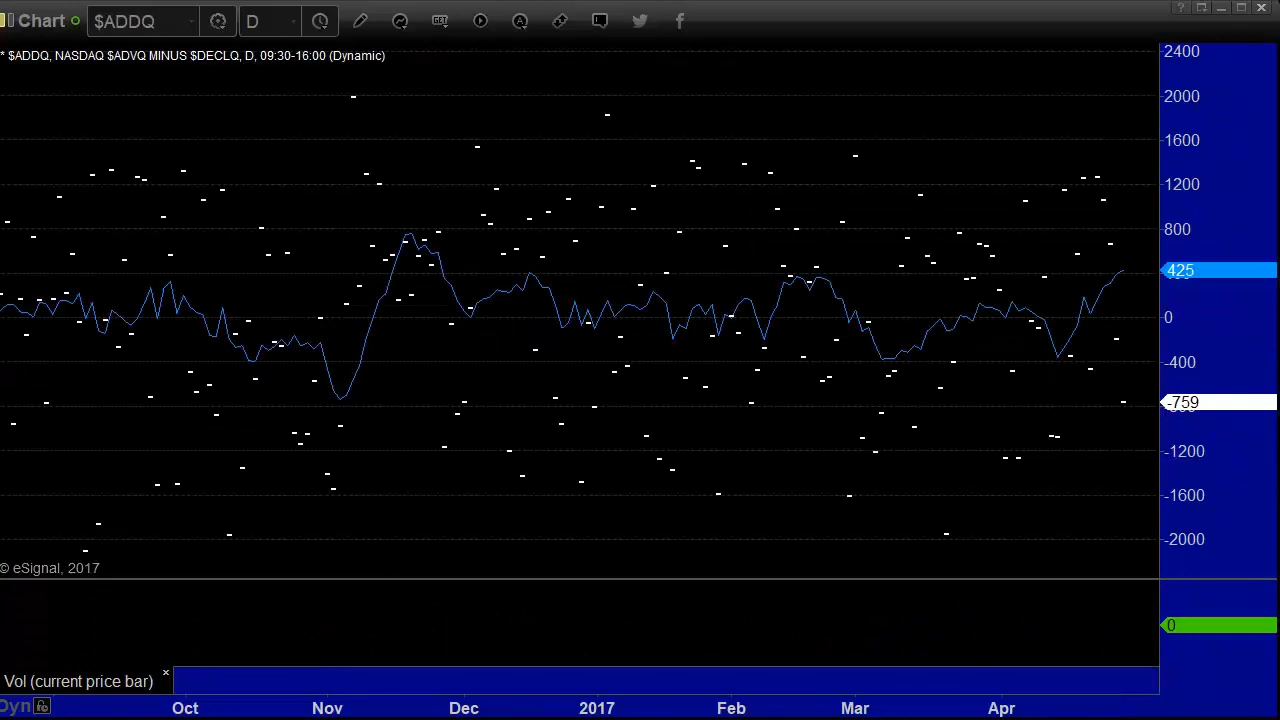 Chart $ADDQ D GET A ? 
* $ADDQ, NASDAQ $ADVQ MINUS $DECLQ, D, 09:30-16:00 (Dynamic)
2400
2000
1600
1200
800
425
0
-400
-759
-1200
-1600
-2000
© eSignal, 2017
0
Vol (current price bar) ×
Dyn
Oct Nov Dec 2017 Feb Mar Apr